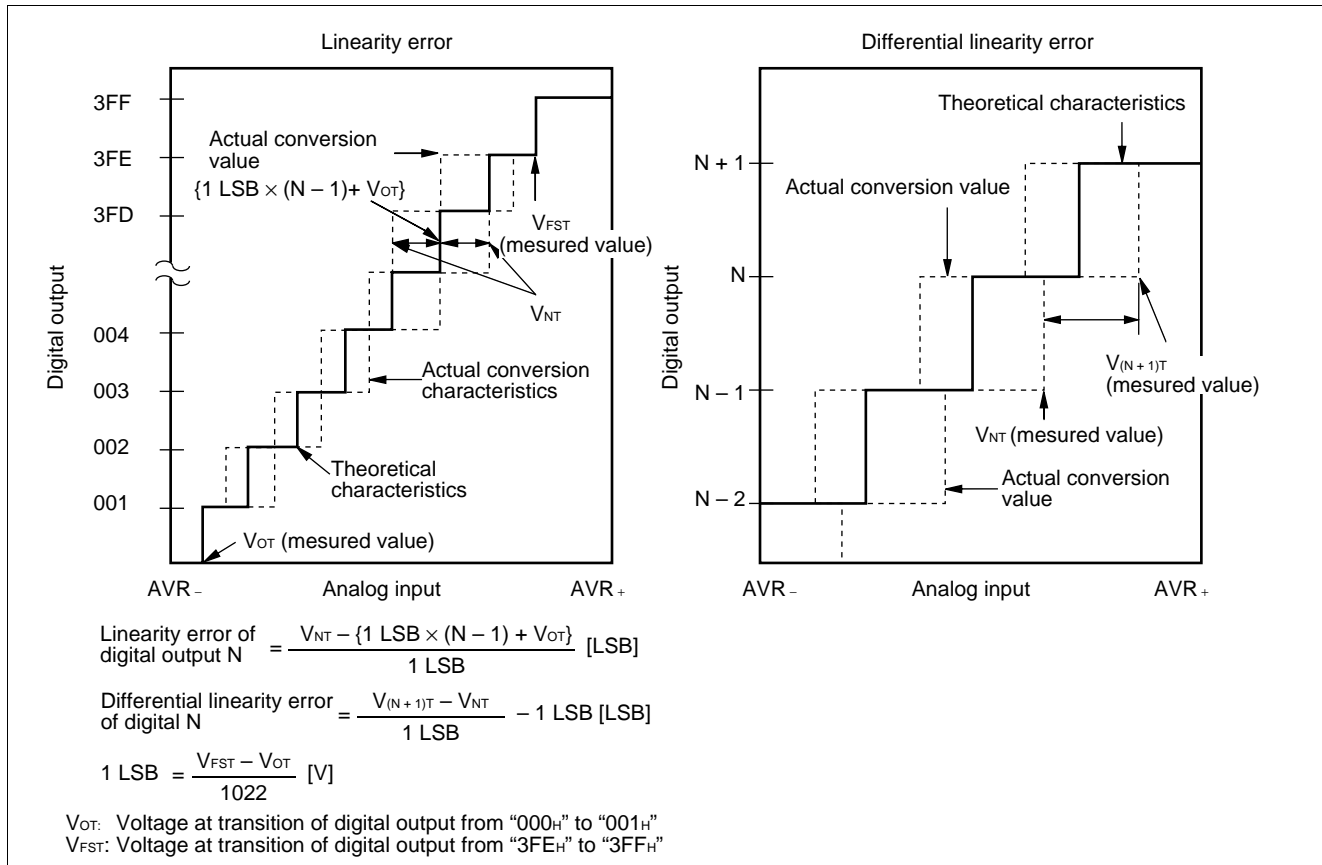 Linearity error
3FF
3FE
3FD
004
003
002
001
Digital output
Actual conversion
value
{1 LSB × (N – 1)+ VOT}
VFST
(mesured value)
VNT
Actual conversion
characteristics
Theoretical
characteristics
VOT (mesured value)
AVR –
Analog input
AVR +
Differential linearity error
Theoretical characteristics
N + 1
Actual conversion value
N
Digital output
V(N + 1)T
(mesured value)
N – 1
VNT (mesured value)
Actual conversion
value
N – 2
AVR –
Analog input
AVR +
Linearity error of
digital output N = VNT – {1 LSB × (N – 1) + VOT} / 1 LSB [LSB]
Differential linearity error
of digital N = V(N + 1)T – VNT / 1 LSB – 1 LSB [LSB]
1 LSB = VFST – VOT / 1022 [V]
VOT: Voltage at transition of digital output from “000H” to “001H”
VFST: Voltage at transition of digital output from “3FEH” to “3FFH”